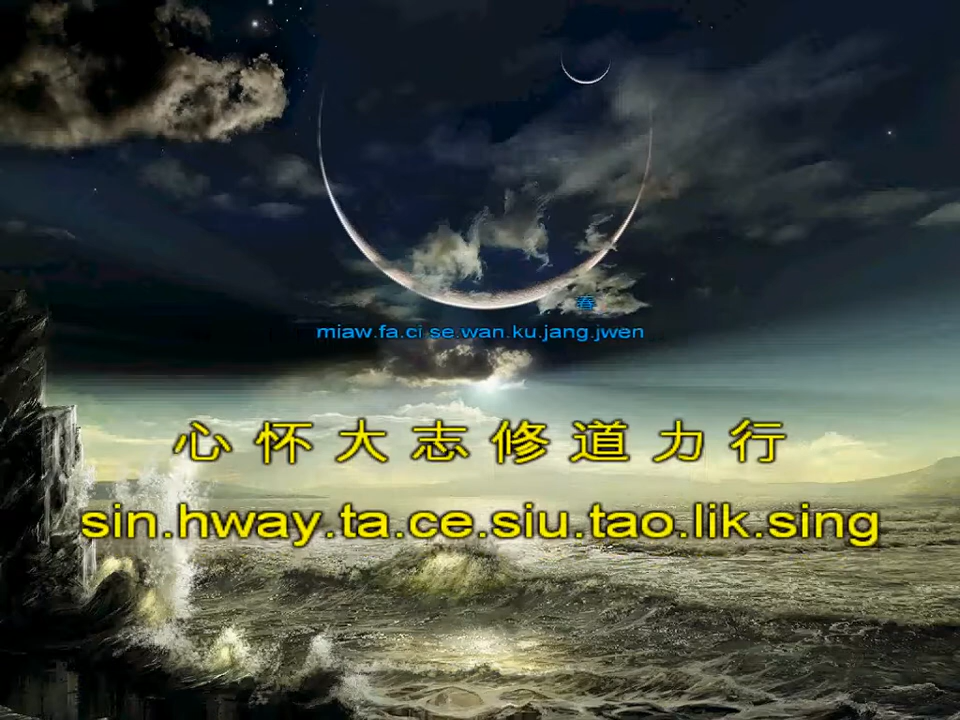 春
miaw.fa.ci se.wan.ku.jang.jwen
心怀大志修道力行
sin.hway.ta.ce.siu.tao.lik.sing